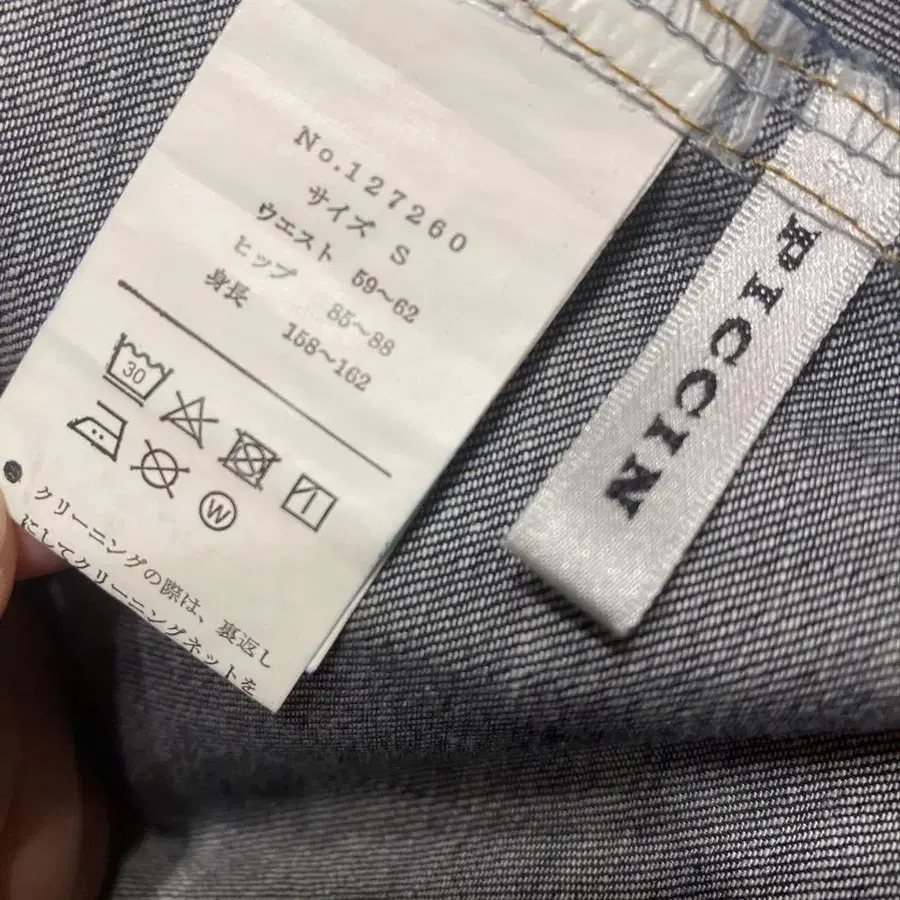 No.127260
サイズ S
ウエスト 59～62
ヒップ 85～88
身長 158～162
30
W
● クリーニングの際は、裏返し
にしてクリーニングネットを
PICCIN